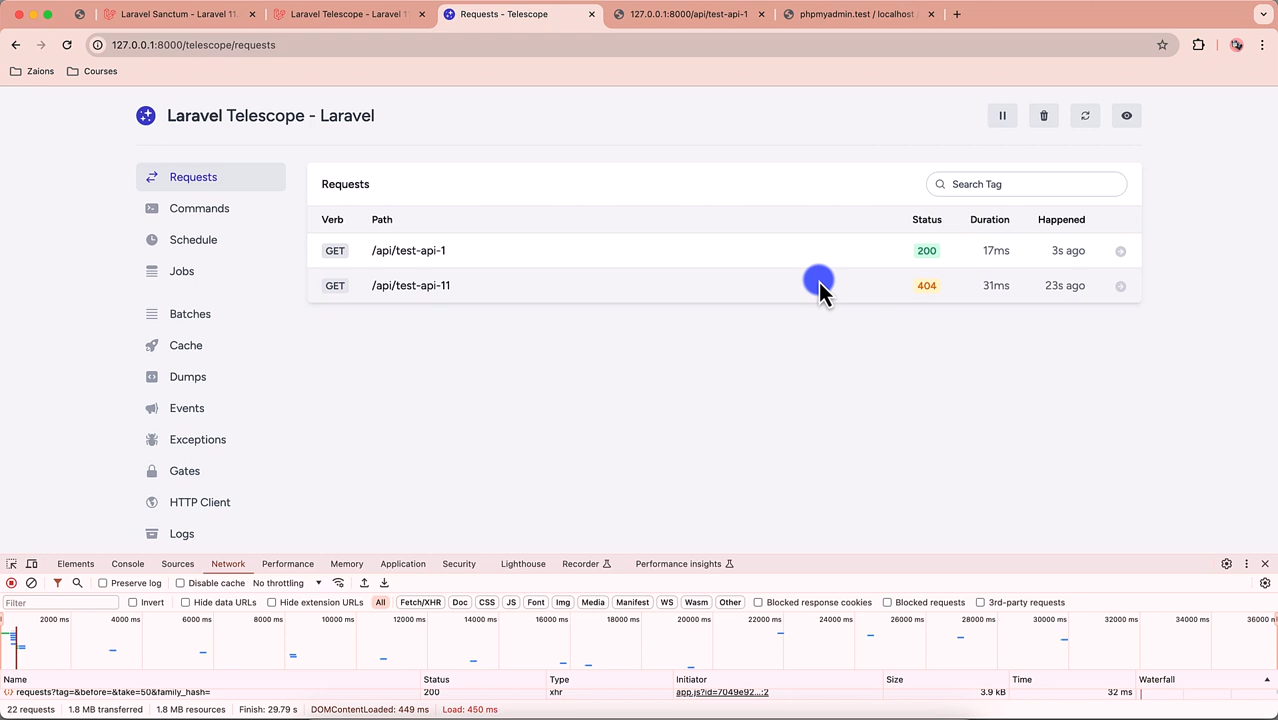 Laravel Sanctum - Laravel 11. Laravel Telescope - Laravel 1 Requests - Telescope 127.0.0.1:8000/api/test-api-1 phpmyadmin.test / localhost
127.0.0.1:8000/telescope/requests
Zaions Courses
Laravel Telescope - Laravel
Requests
Commands
Schedule
Jobs
Batches
Cache
Dumps
Events
Exceptions
Gates
HTTP Client
Logs
Requests Search Tag
Verb Path Status Duration Happened
GET /api/test-api-1 200 17ms 3s ago
GET /api/test-api-11 404 31ms 23s ago
Elements Console Sources Network Performance Memory Application Security Lighthouse Recorder Performance insights
Preserve log Disable cache No throttling
Filter Invert Hide data URLs Hide extension URLs All Fetch/XHR Doc CSS JS Font Img Media Manifest WS Wasm Other Blocked response cookies Blocked requests 3rd-party requests
2000 ms 4000 ms 6000 ms 8000 ms 10000 ms 12000 ms 14000 ms 16000 ms 18000 ms 20000 ms 22000 ms 24000 ms 26000 ms 28000 ms 30000 ms 32000 ms 34000 ms 36000 m
Name Status Type Initiator Size Time Waterfall
requests?tag=&before=&take=50&family_hash= 200 xhr app.js?id=7049e92...:2 3.9 kB 32 ms
22 requests 1.8 MB transferred 1.8 MB resources Finish: 29.79 s DOMContentLoaded: 449 ms Load: 450 ms